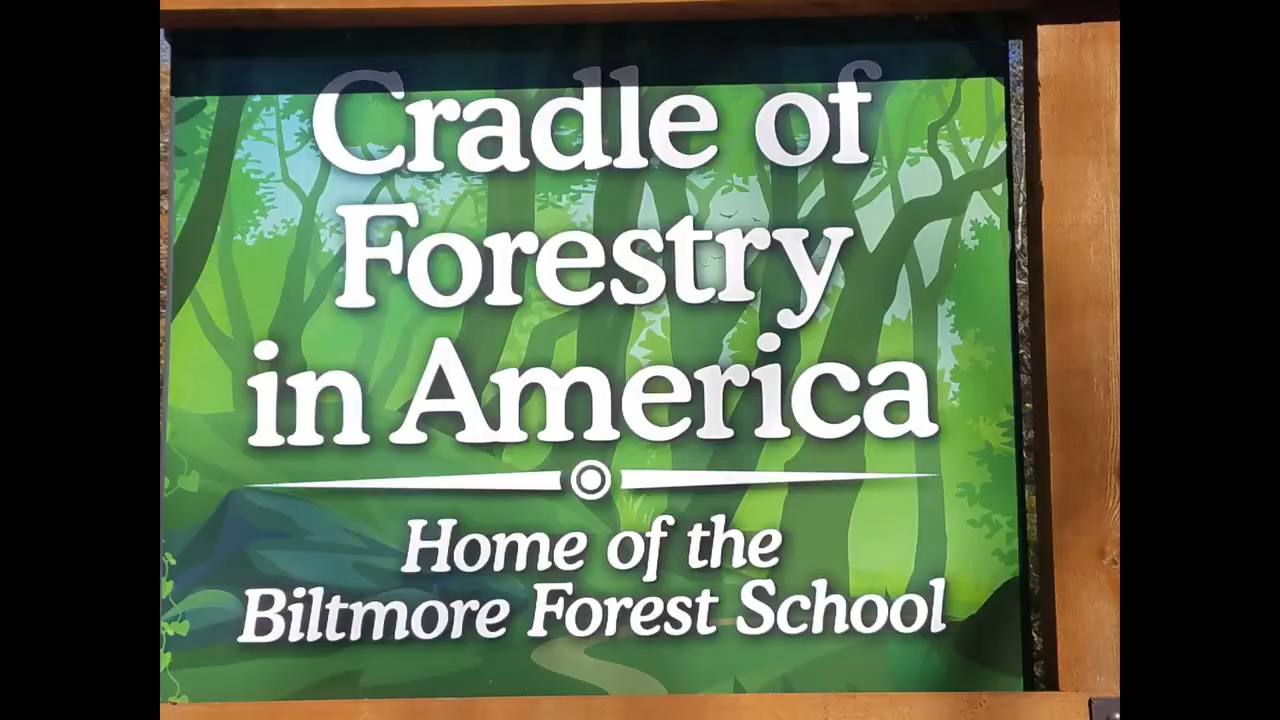 Cradle of
Forestry
in America
Home of the
Biltmore Forest School